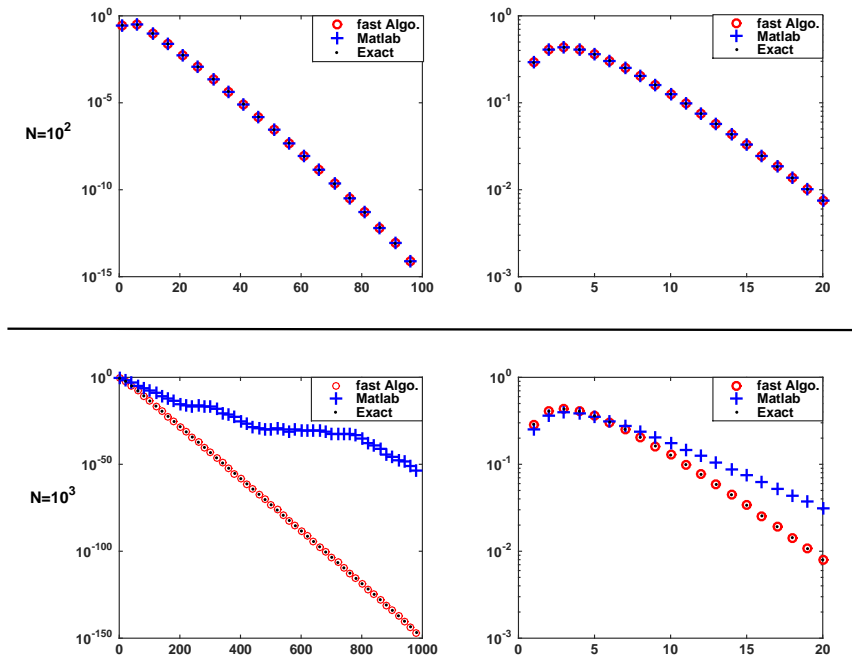 fast Algo.
Matlab
Exact
10^0
10^-5
10^-10
10^-15
0 20 40 60 80 100
N=10^2
fast Algo.
Matlab
Exact
10^0
10^-1
10^-2
10^-3
0 5 10 15 20
fast Algo.
Matlab
Exact
10^0
10^-50
10^-100
10^-150
0 200 400 600 800 1000
N=10^3
fast Algo.
Matlab
Exact
10^0
10^-1
10^-2
10^-3
0 5 10 15 20